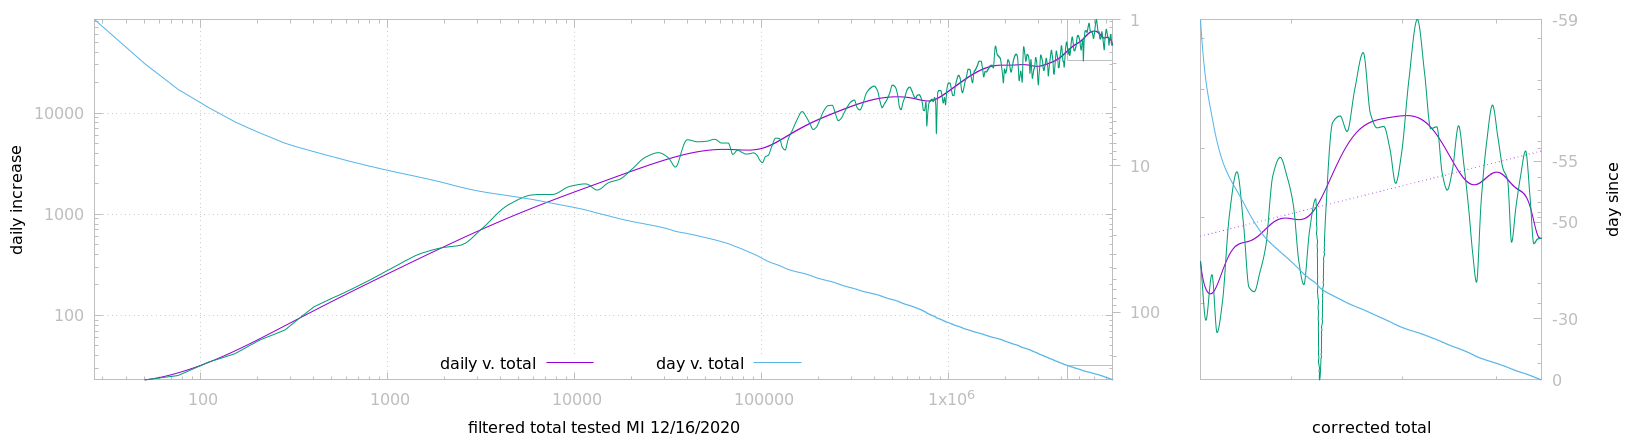 1
-59
10000
10
-55
daily increase
day since
1000
-50
100
100
-30
daily v. total
day v. total
0
100
1000
10000
100000
1x10⁶
filtered total tested MI 12/16/2020
corrected total